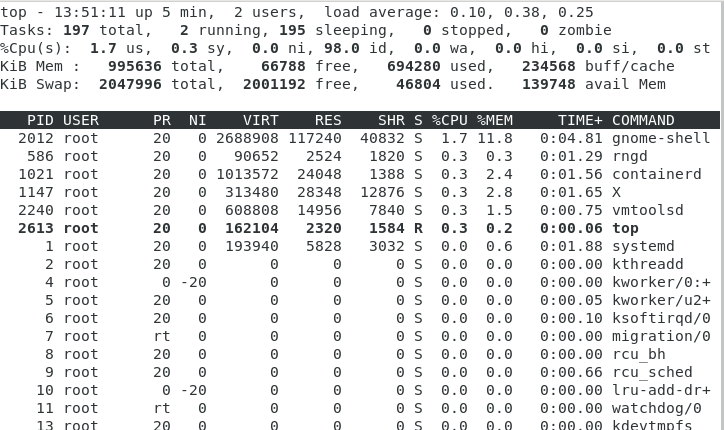 top - 13:51:11 up 5 min,  2 users,  load average: 0.10, 0.38, 0.25
Tasks: 197 total,   2 running, 195 sleeping,   0 stopped,   0 zombie
%Cpu(s):  1.7 us,  0.3 sy,  0.0 ni, 98.0 id,  0.0 wa,  0.0 hi,  0.0 si,  0.0 st
KiB Mem :   995636 total,    66788 free,   694280 used,   234568 buff/cache
KiB Swap:  2047996 total,  2001192 free,    46804 used.   139748 avail Mem
PID USER      PR  NI    VIRT    RES    SHR S %CPU %MEM     TIME+ COMMAND
2012 root      20   0 2688908 117240  40832 S  1.7 11.8   0:04.81 gnome-shell
586 root      20   0   90652   2524   1820 S  0.3  0.3   0:01.29 rngd
1021 root      20   0 1013572  24048   1388 S  0.3  2.4   0:01.56 containerd
1147 root      20   0  313480  28348  12876 S  0.3  2.8   0:01.65 X
2240 root      20   0  608808  14956   7840 S  0.3  1.5   0:00.75 vmtoolsd
2613 root      20   0  162104   2320   1584 R  0.3  0.2   0:00.06 top
1 root      20   0  193940   5828   3032 S  0.0  0.6   0:01.88 systemd
2 root      20   0       0      0      0 S  0.0  0.0   0:00.00 kthreadd
4 root       0 -20       0      0      0 S  0.0  0.0   0:00.00 kworker/0:+
5 root      20   0       0      0      0 S  0.0  0.0   0:00.05 kworker/u2+
6 root      20   0       0      0      0 S  0.0  0.0   0:00.10 ksoftirqd/0
7 root      rt   0       0      0      0 S  0.0  0.0   0:00.00 migration/0
8 root      20   0       0      0      0 S  0.0  0.0   0:00.00 rcu_bh
9 root      20   0       0      0      0 S  0.0  0.0   0:00.66 rcu_sched
10 root       0 -20       0      0      0 S  0.0  0.0   0:00.00 lru-add-dr+
11 root      rt   0       0      0      0 S  0.0  0.0   0:00.00 watchdog/0
13 root      20   0       0      0      0 S  0.0  0.0   0:00.00 kdevtmpfs